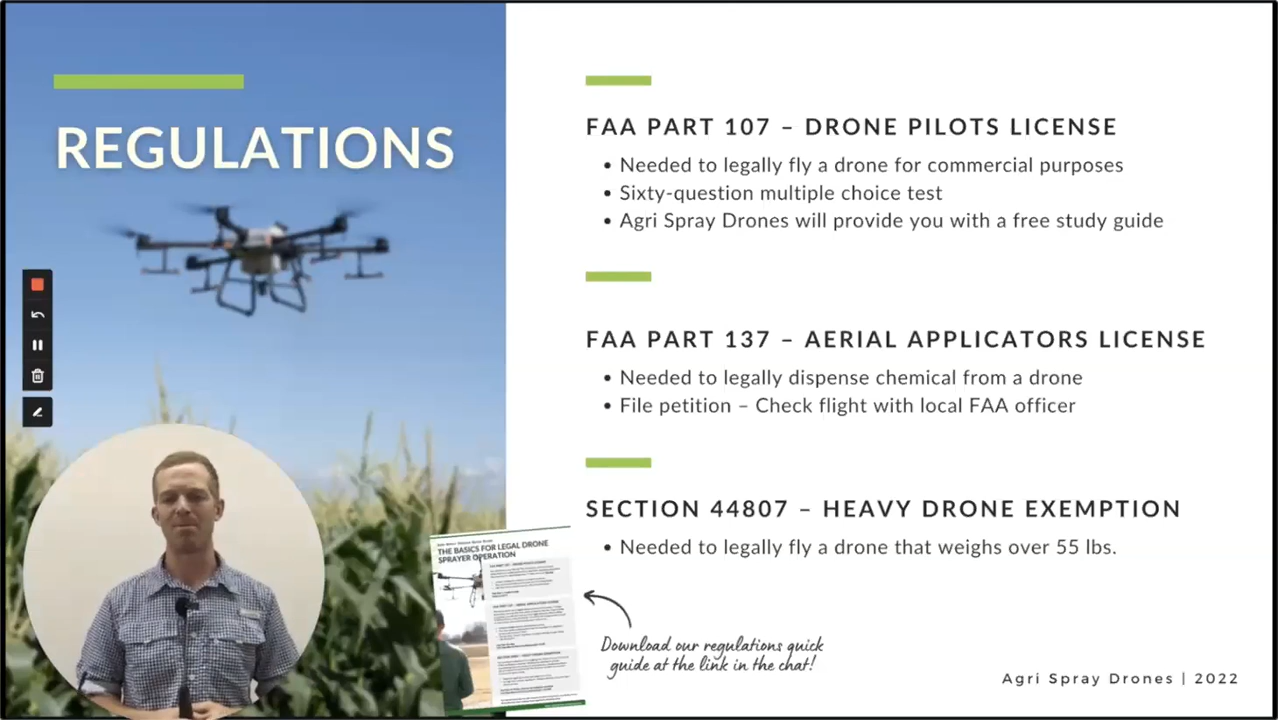 REGULATIONS
FAA PART 107 – DRONE PILOTS LICENSE
• Needed to legally fly a drone for commercial purposes
• Sixty-question multiple choice test
• Agri Spray Drones will provide you with a free study guide
FAA PART 137 – AERIAL APPLICATORS LICENSE
• Needed to legally dispense chemical from a drone
• File petition – Check flight with local FAA officer
SECTION 44807 – HEAVY DRONE EXEMPTION
• Needed to legally fly a drone that weighs over 55 lbs.
THE BASICS FOR LEGAL DRONE
SPRAYER OPERATION
Download our regulations quick
guide at the link in the chat!
Agri Spray Drones | 2022